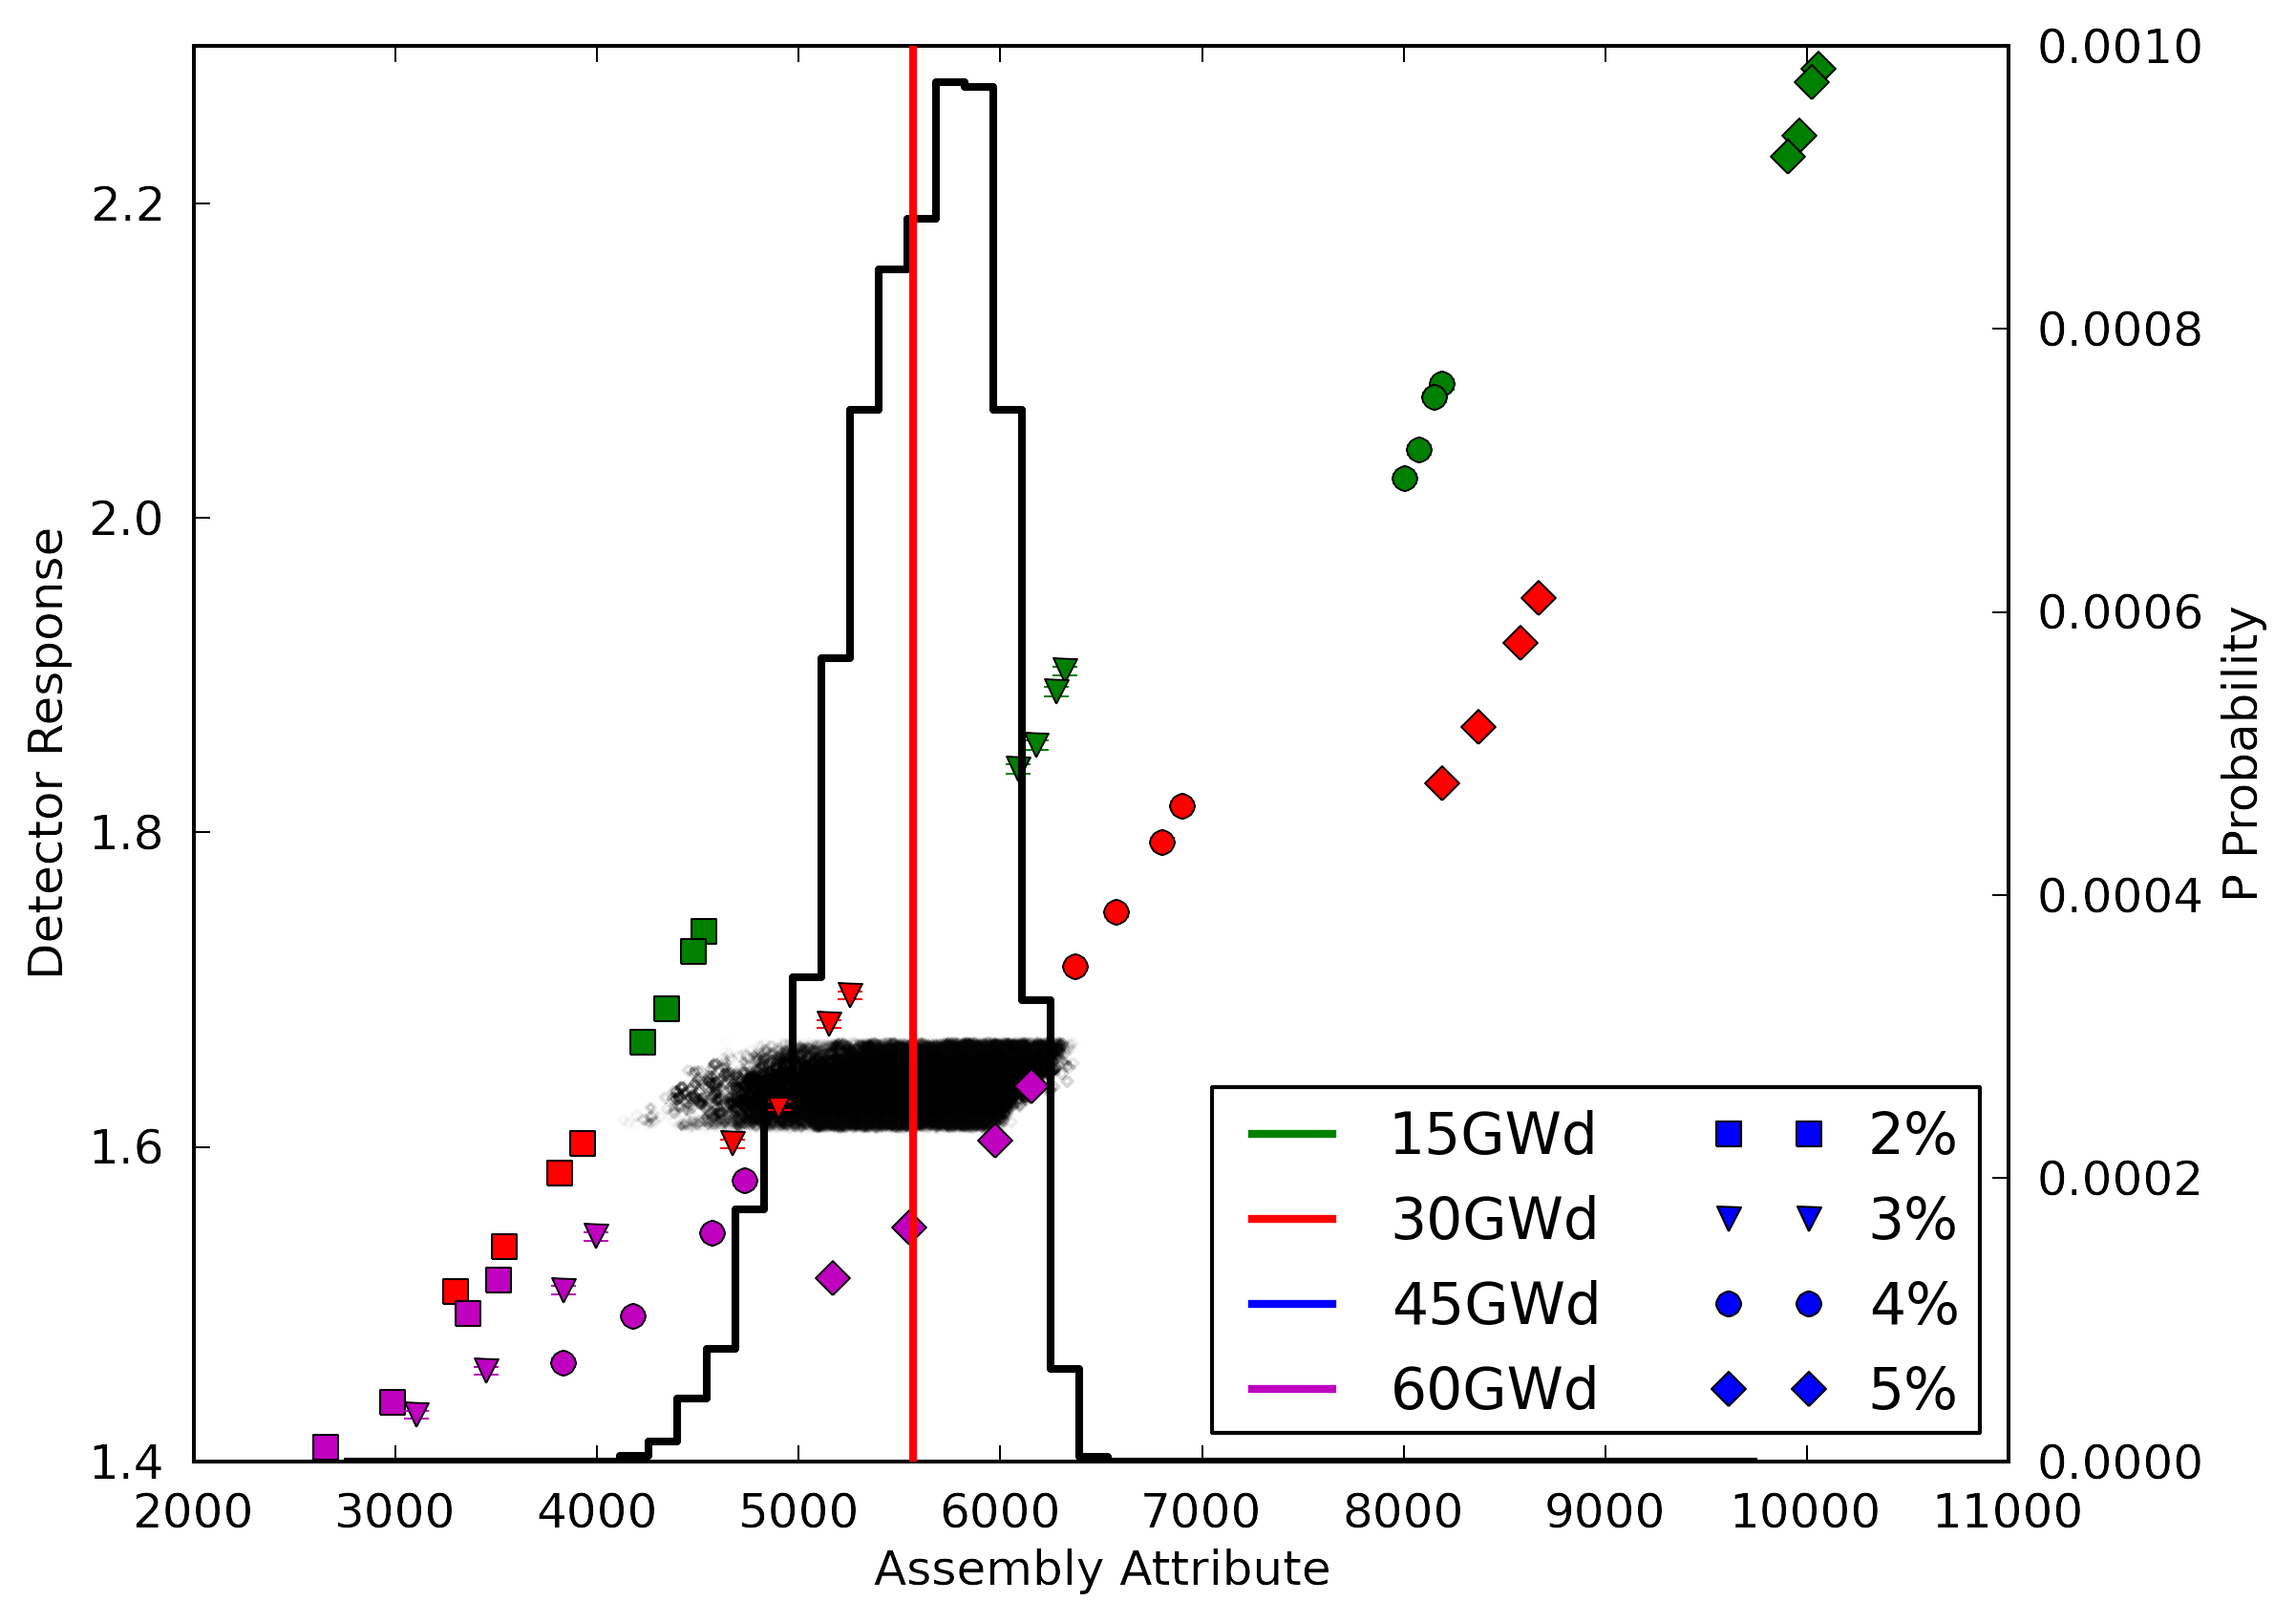 Detector Response
2.2
2.0
1.8
1.6
1.4
0.0010
0.0008
0.0006
0.0004
0.0002
0.0000
P Probability
15GWd 2%
30GWd 3%
45GWd 4%
60GWd 5%
2000 3000 4000 5000 6000 7000 8000 9000 10000 11000
Assembly Attribute